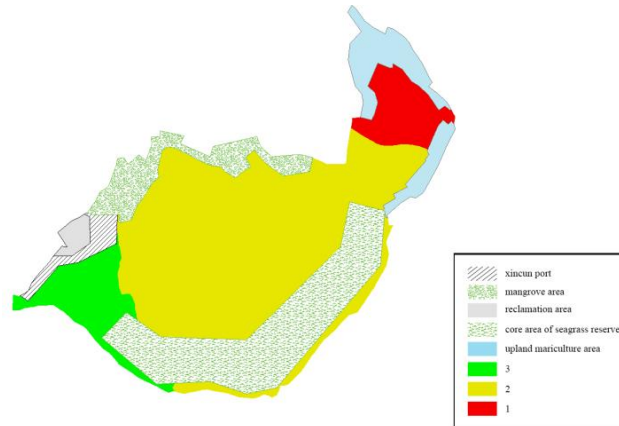 xincun port
mangrove area
reclamation area
core area of seagrass reserve
upland mariculture area
3
2
1